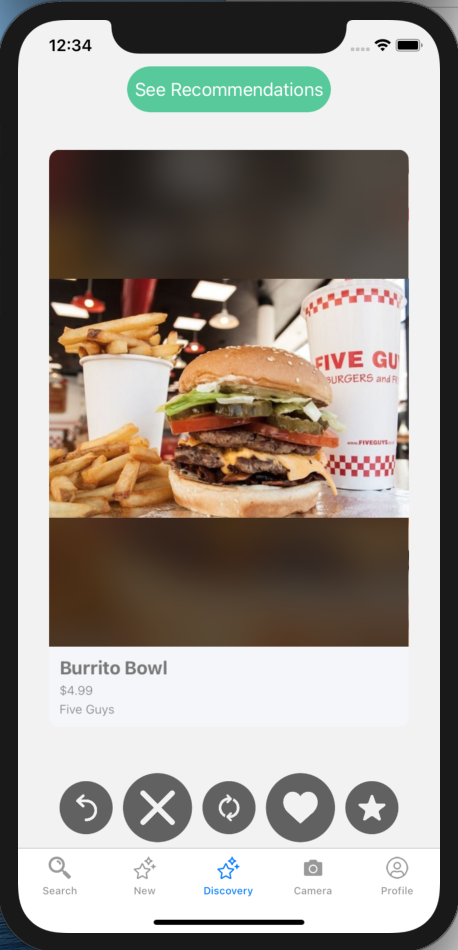 12:34
See Recommendations
FIVE GU
BURGERS and F
www.FIVEGUYS.c
Burrito Bowl
$4.99
Five Guys
Search
New
Discovery
Camera
Profile